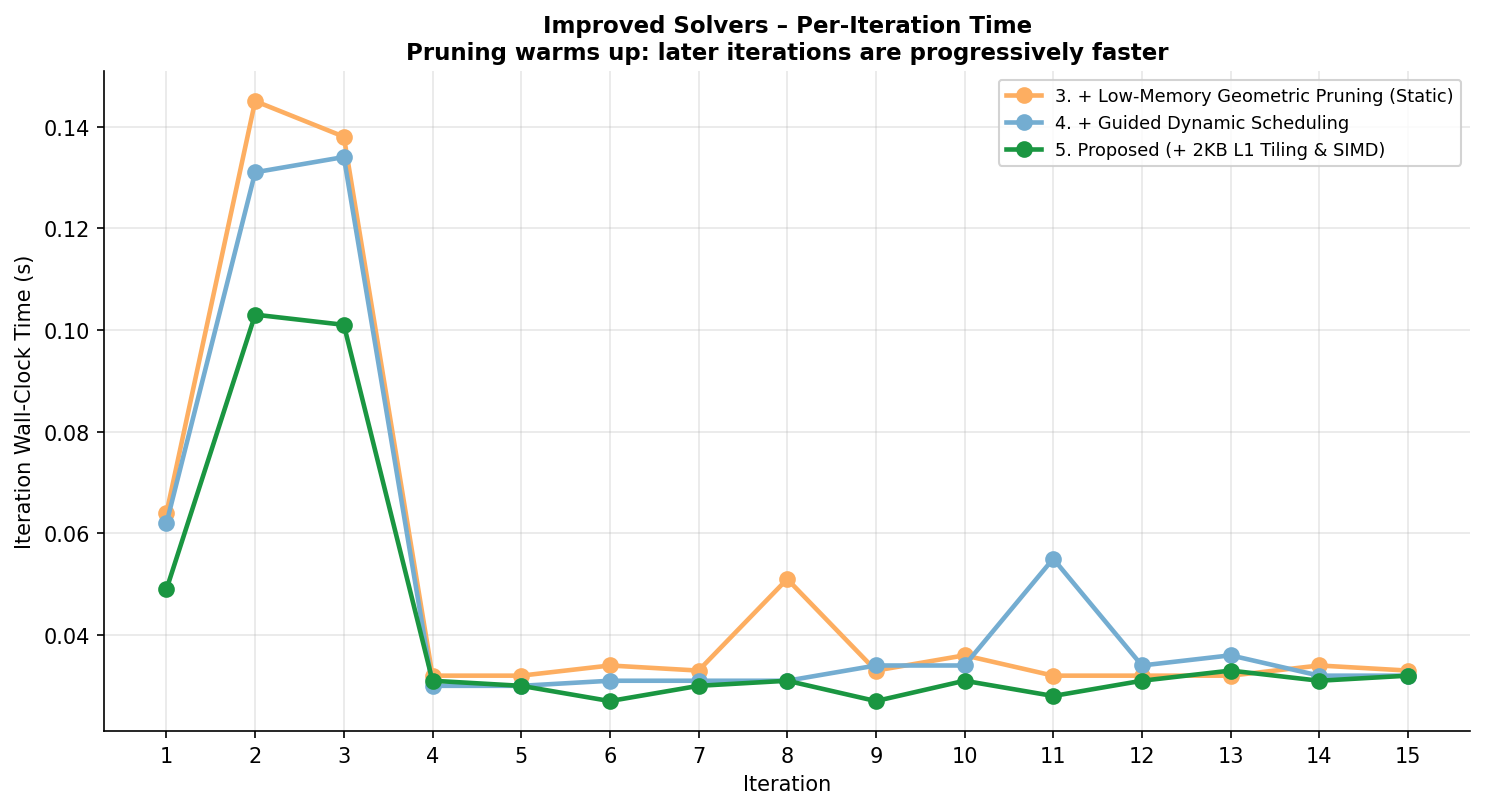 Improved Solvers – Per-Iteration Time
Pruning warms up: later iterations are progressively faster
3. + Low-Memory Geometric Pruning (Static)
4. + Guided Dynamic Scheduling
5. Proposed (+ 2KB L1 Tiling & SIMD)
Iteration Wall-Clock Time (s)
0.14
0.12
0.10
0.08
0.06
0.04
1 2 3 4 5 6 7 8 9 10 11 12 13 14 15
Iteration